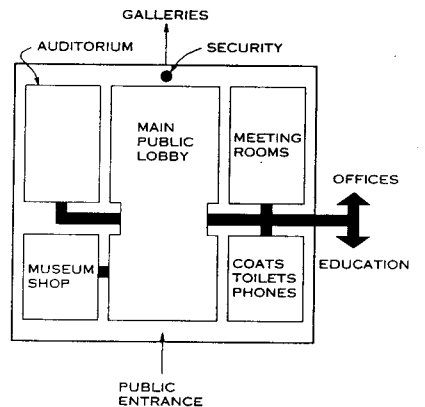 GALLERIES
AUDITORIUM
SECURITY
MAIN
PUBLIC
LOBBY
MEETING
ROOMS
OFFICES
MUSEUM
SHOP
COATS
TOILETS
PHONES
EDUCATION
PUBLIC
ENTRANCE